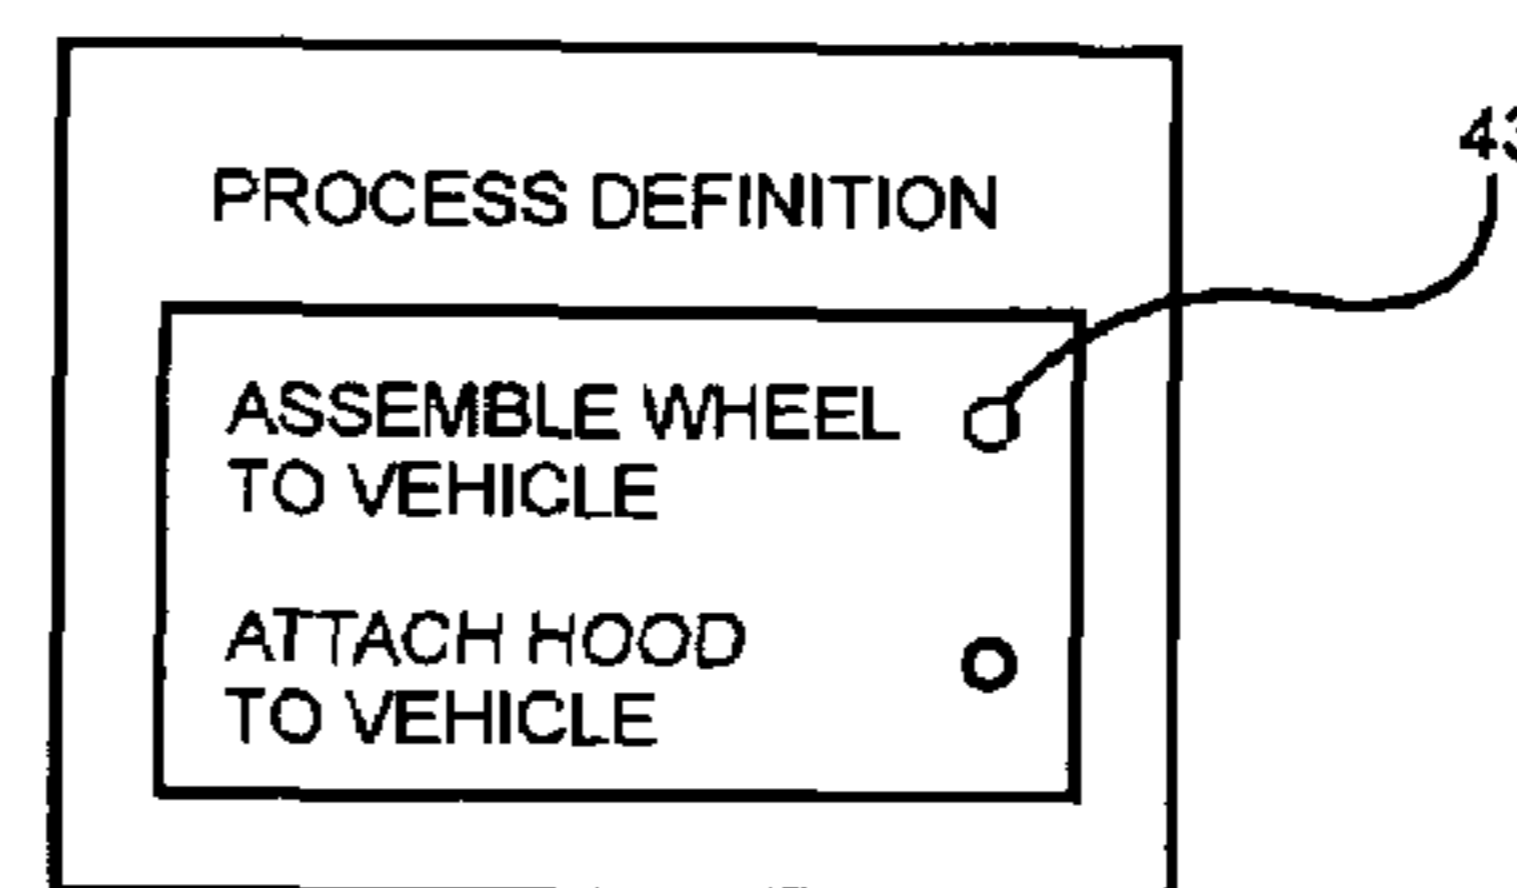 PROCESS DEFINITION
ASSEMBLE WHEEL
TO VEHICLE
ATTACH HOOD
TO VEHICLE